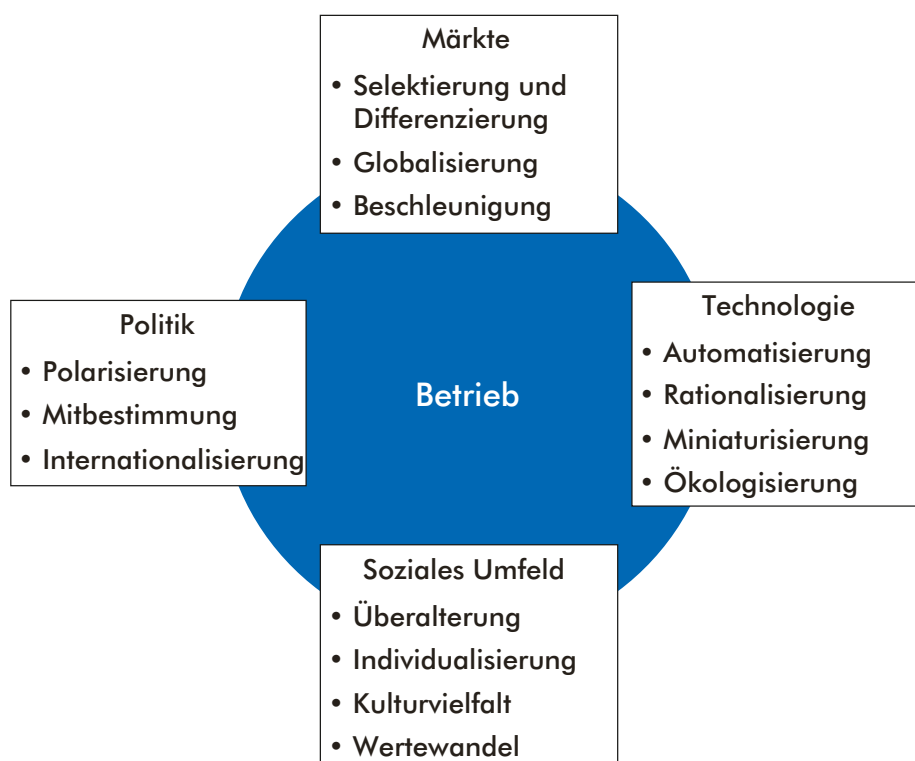 Märkte
• Selektierung und
Differenzierung
• Globalisierung
• Beschleunigung
Politik
• Polarisierung
• Mitbestimmung
• Internationalisierung
Betrieb
Technologie
• Automatisierung
• Rationalisierung
• Miniaturisierung
• Ökologisierung
Soziales Umfeld
• Überalterung
• Individualisierung
• Kulturvielfalt
• Wertewandel